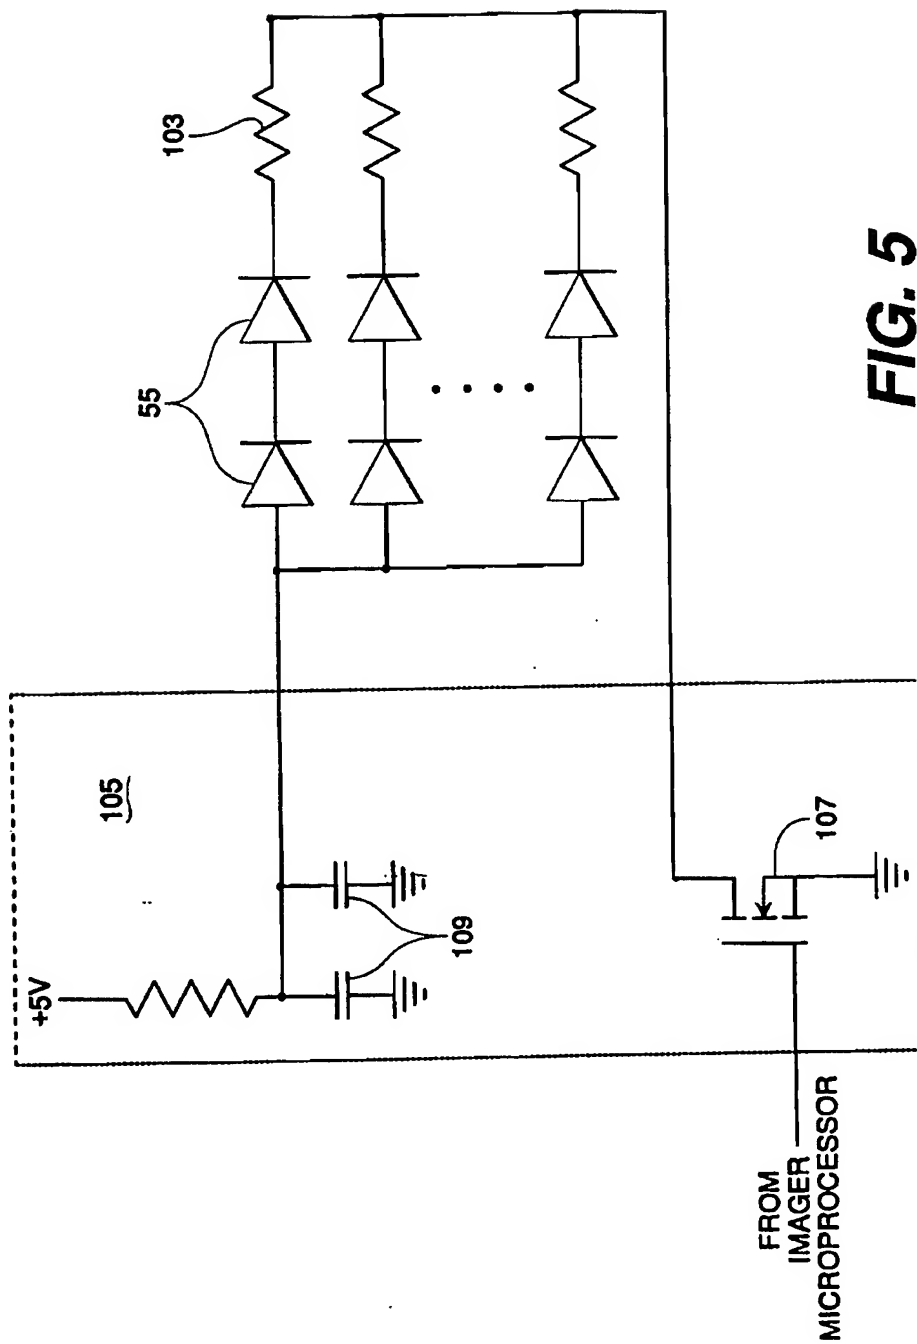 +5V
105
109
55
103
107
FROM
IMAGER
MICROPROCESSOR
FIG. 5